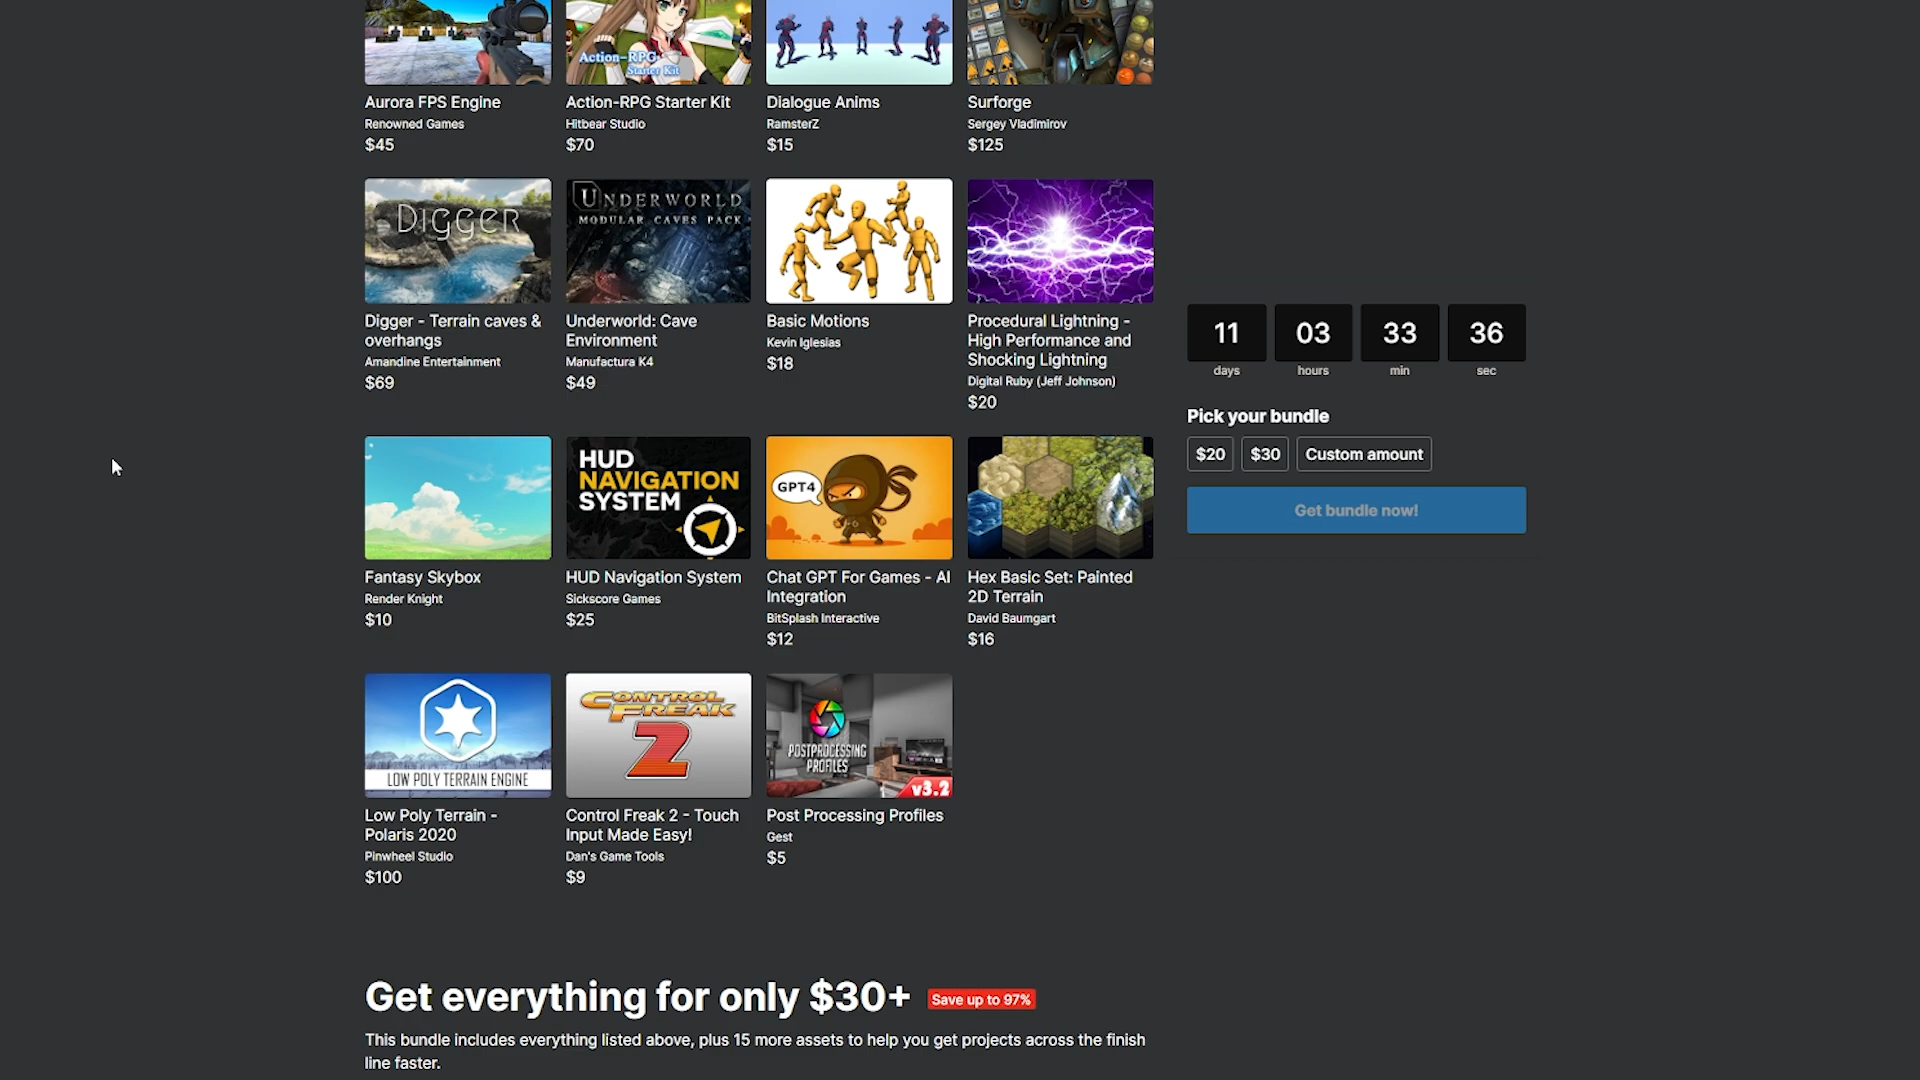 Action-RPG
Starter Kit
Aurora FPS Engine
Renowned Games
$45
Action-RPG Starter Kit
Hitbear Studio
$70
Dialogue Anims
RamsterZ
$15
Surforge
Sergey Vladimirov
$125
DIGGER
UNDERWORLD
MODULAR CAVES PACK
Digger - Terrain caves &
overhangs
Amandine Entertainment
$69
Underworld: Cave
Environment
Manufactura K4
$49
Basic Motions
Kevin Iglesias
$18
Procedural Lightning -
High Performance and
Shocking Lightning
Digital Ruby (Jeff Johnson)
$20
11
days
03
hours
33
min
36
sec
Pick your bundle
$20
$30
Custom amount
Get bundle now!
HUD
NAVIGATION
SYSTEM
GPT4
Fantasy Skybox
Render Knight
$10
HUD Navigation System
Sickscore Games
$25
Chat GPT For Games - AI
Integration
BitSplash Interactive
$12
Hex Basic Set: Painted
2D Terrain
David Baumgart
$16
LOW POLY TERRAIN ENGINE
CONTROL
FREAK
2
POSTPROCESSING
PROFILES
v3.2
Low Poly Terrain -
Polaris 2020
Pinwheel Studio
$100
Control Freak 2 - Touch
Input Made Easy!
Dan's Game Tools
$9
Post Processing Profiles
Gest
$5
Get everything for only $30+
Save up to 97%
This bundle includes everything listed above, plus 15 more assets to help you get projects across the finish
line faster.